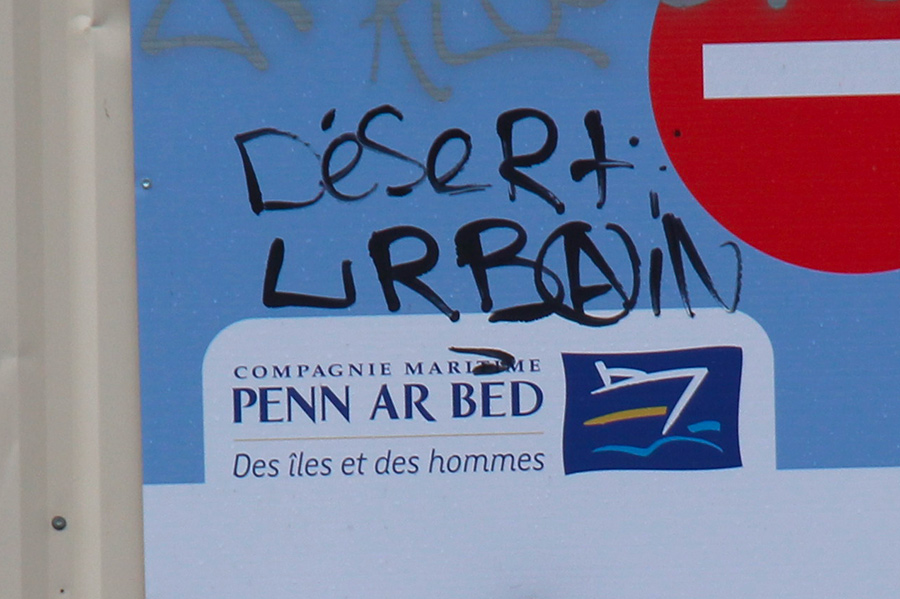 DéSeRt
URBAiN
COMPAGNIE MARITIME
PENN AR BED
Des îles et des hommes